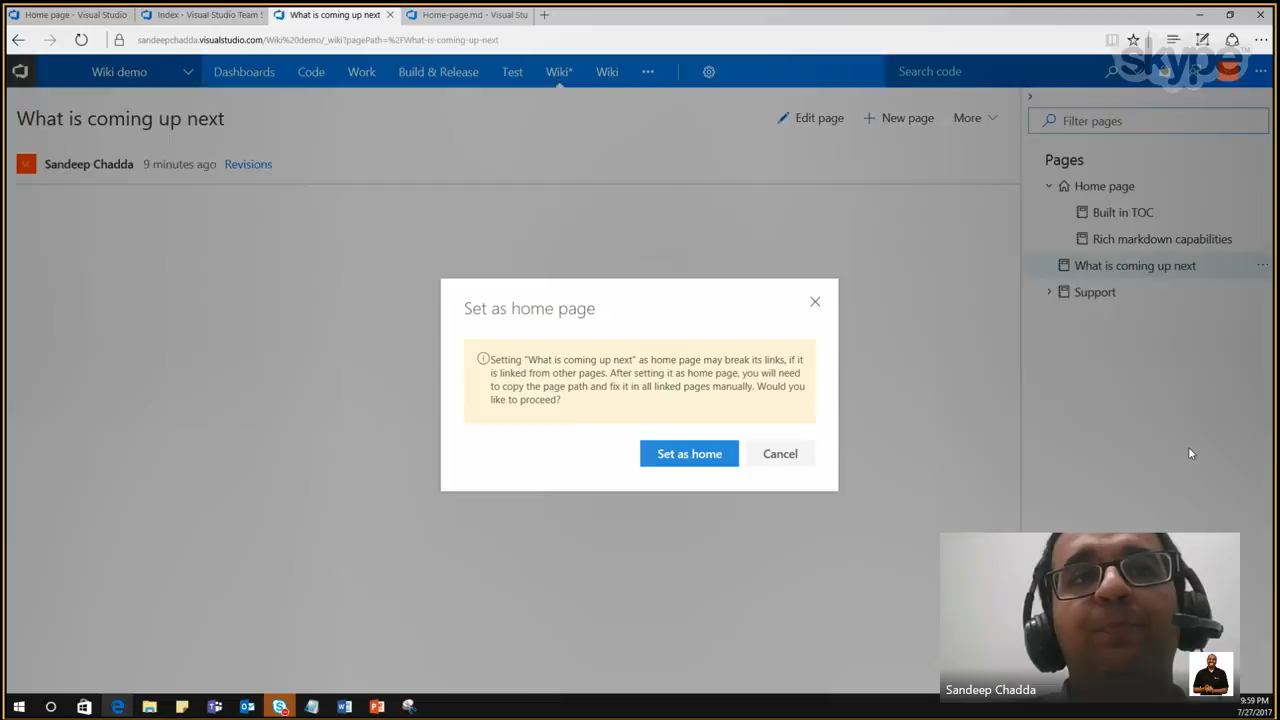 Home page - Visual Studio
Index - Visual Studio Team S
What is coming up next
Home-page.md - Visual Stu
sandeepchadda.visualstudio.com/Wiki%20demo/_wiki?pagePath=%2FWhat-is-coming-up-next
skype™
Wiki demo
Dashboards
Code
Work
Build & Release
Test
Wiki*
Wiki
Search code
What is coming up next
Edit page
New page
More
Filter pages
Sandeep Chadda 9 minutes ago Revisions
Pages
Home page
Built in TOC
Rich markdown capabilities
What is coming up next
Support
Set as home page
Setting "What is coming up next" as home page may break its links, if it
is linked from other pages. After setting it as home page, you will need
to copy the page path and fix it in all linked pages manually. Would you
like to proceed?
Set as home
Cancel
Sandeep Chadda
9:59 PM
7/27/2017